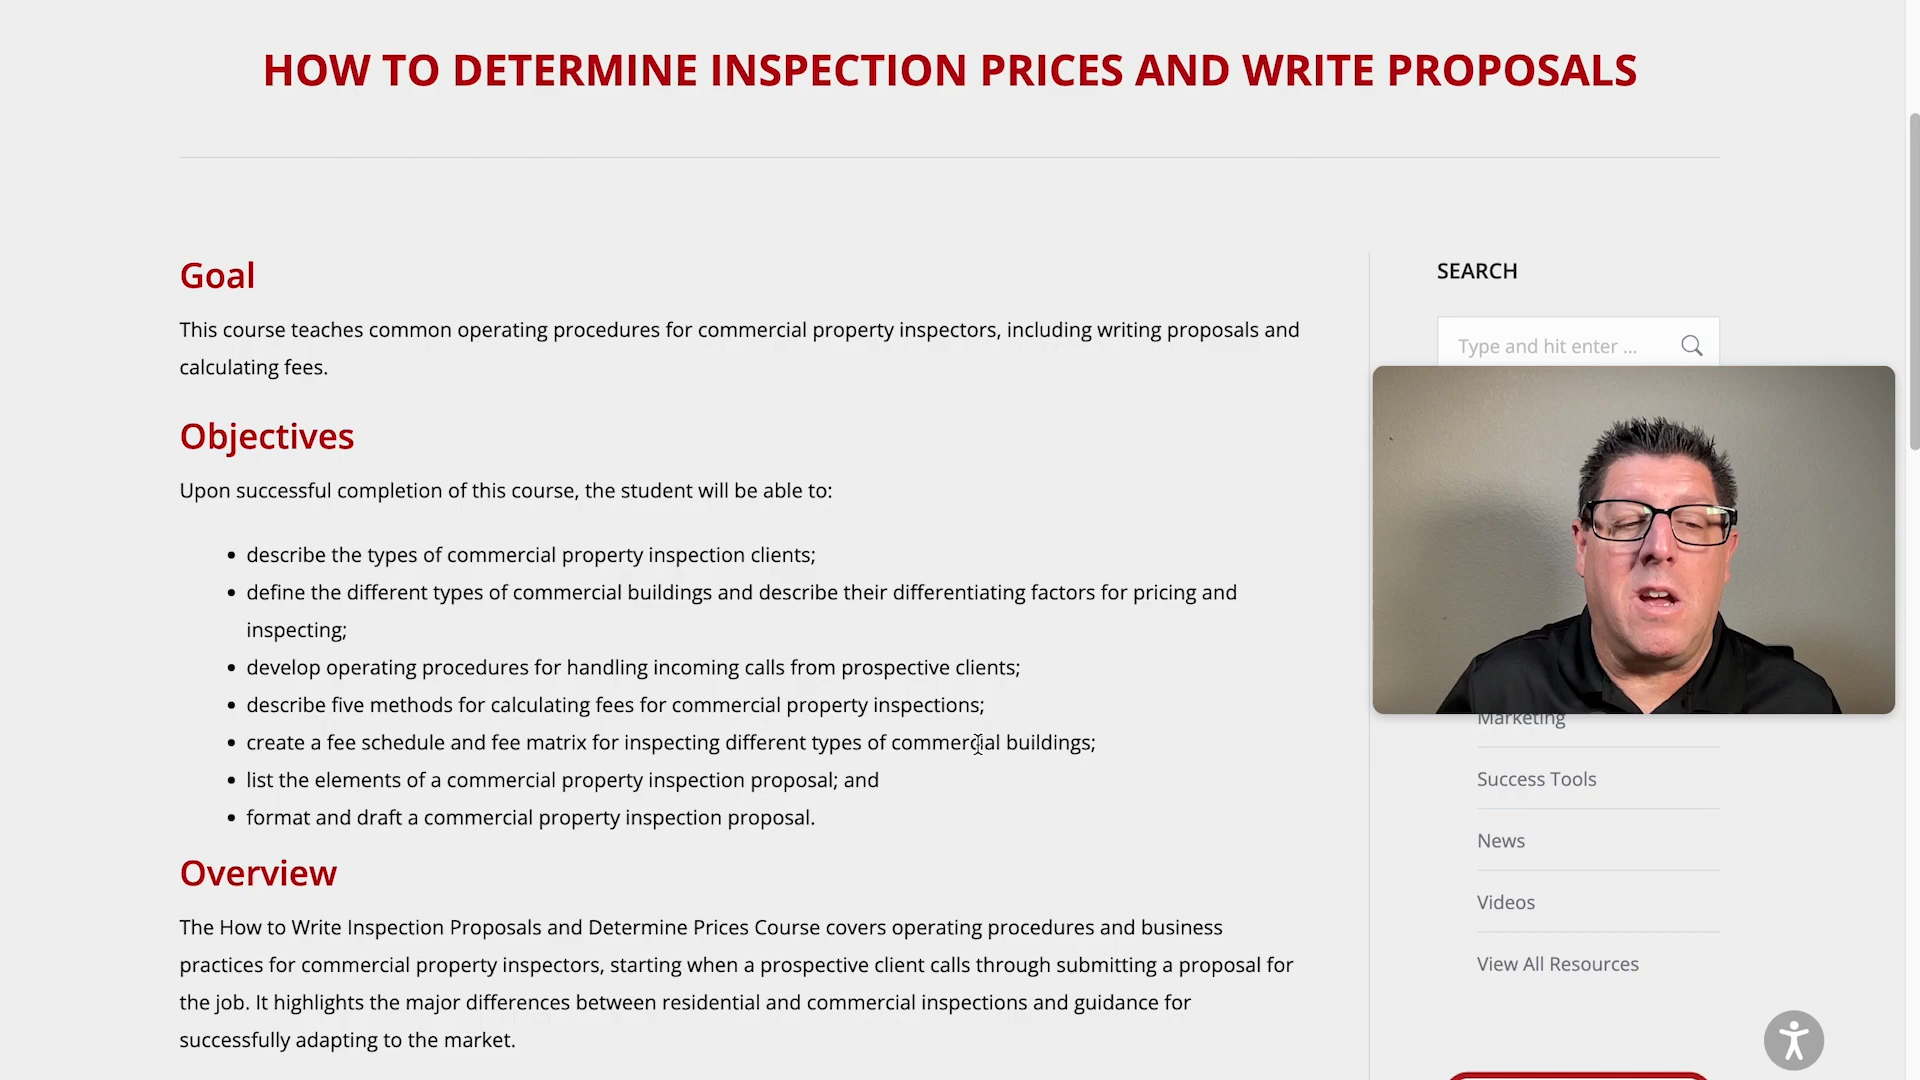 HOW TO DETERMINE INSPECTION PRICES AND WRITE PROPOSALS
Goal
This course teaches common operating procedures for commercial property inspectors, including writing proposals and
calculating fees.
Objectives
Upon successful completion of this course, the student will be able to:
• describe the types of commercial property inspection clients;
• define the different types of commercial buildings and describe their differentiating factors for pricing and
inspecting;
• develop operating procedures for handling incoming calls from prospective clients;
• describe five methods for calculating fees for commercial property inspections;
• create a fee schedule and fee matrix for inspecting different types of commercial buildings;
• list the elements of a commercial property inspection proposal; and
• format and draft a commercial property inspection proposal.
Overview
The How to Write Inspection Proposals and Determine Prices Course covers operating procedures and business
practices for commercial property inspectors, starting when a prospective client calls through submitting a proposal for
the job. It highlights the major differences between residential and commercial inspections and guidance for
successfully adapting to the market.
SEARCH
Type and hit enter ...
Marketing
Success Tools
News
Videos
View All Resources